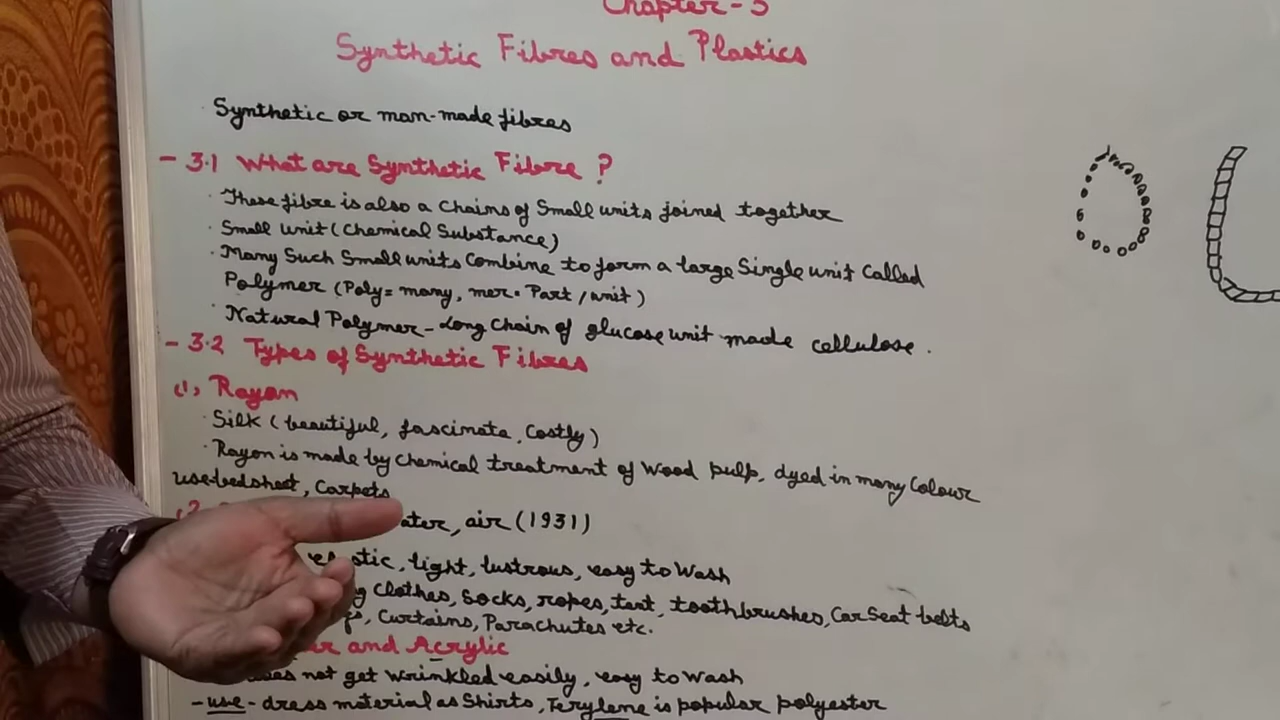 Chapter - 3
Synthetic Fibres and Plastics
· Synthetic or man-made fibres
- 3.1 What are Synthetic Fibre ?
· These fibre is also a Chains of Small units joined together
· Small Unit (Chemical Substance)
· Many Such Small units Combine to form a large Single unit Called
Polymer (Poly = many, mer = Part / unit)
· Natural Polymer - Long Chain of glucose unit made cellulose.
- 3.2 Types of Synthetic Fibres
(1) Rayon
· Silk (beautiful, fascinate, Costly)
· Rayon is made by Chemical treatment of Wood pulp, dyed in many Colour
use-bedsheet, Carpets
(2
ater, air (1931)
stic, light, lustrous, easy to Wash
g Clothes, Socks, ropes, tent, toothbrushes, Car Seat belts
, Curtains, Parachutes etc.
and Acrylic
not get wrinkled easily, easy to Wash
- use - dress material as Shirts, Terylene is popular polyester